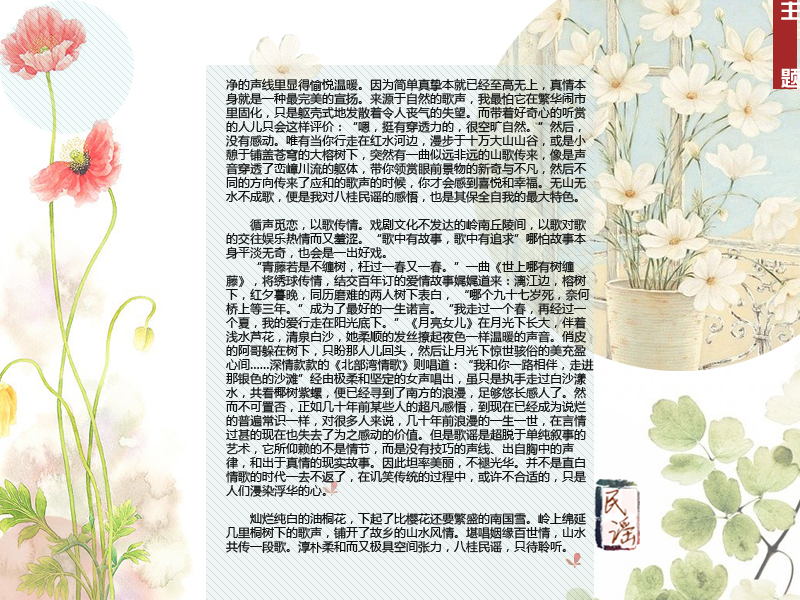 净的声线里显得愉悦温暖。因为简单真挚本就已经至高无上，真情本
身就是一种最完美的宣扬。来源于自然的歌声，我最怕它在繁华闹市
里固化，只是躯壳式地发散着令人丧气的失望。而带着好奇心的听赏
的人儿只会这样评价：“嗯，挺有穿透力的，很空旷自然。”然后，
没有感动。唯有当你行走在红水河边，漫步于十万大山山谷，或是小
憩于铺盖苍穹的大榕树下，突然有一曲似远非远的山歌传来，像是声
音穿透了峦嶂川流的躯体，带你领赏眼前景物的新奇与不凡，然后不
同的方向传来了应和的歌声的时候，你才会感到喜悦和幸福。无山无
水不成歌，便是我对八桂民谣的感悟，也是其保全自我的最大特色。
循声觅恋，以歌传情。戏剧文化不发达的岭南丘陵间，以歌对歌
的交往娱乐热情而又羞涩。“歌中有故事，歌中有追求”哪怕故事本
身平淡无奇，也会是一出好戏。
“青藤若是不缠树，枉过一春又一春。”一曲《世上哪有树缠
藤》，将绣球传情，结交百年订的爱情故事娓娓道来：漓江边，榕树
下，红夕暮晚，同历磨难的两人树下表白，“哪个九十七岁死，奈何
桥上等三年。”成为了最好的一生诺言。“我走过一个春，再经过一
个夏，我的爱行走在阳光底下。”《月亮女儿》在月光下长大，伴着
浅水芦花，清泉白沙，她柔顺的发丝撩起夜色一样温暖的声音。俏皮
的阿哥躲在树下，只盼那人儿回头，然后让月光下惊世骇俗的美充盈
心间......深情款款的《北部湾情歌》则唱道：“我和你一路相伴，走进
那银色的沙滩”经由极柔和坚定的女声唱出，虽只是执手走过白沙濛
水，共看椰树紫螺，便已经寻到了南方的浪漫，足够悠长感人了。然
而不可置否，正如几十年前某些人的超凡感悟，到现在已经成为说烂
的普遍常识一样，对很多人来说，几十年前浪漫的一生一世，在言情
过甚的现在也失去了为之感动的价值。但是歌谣是超脱于单纯叙事的
艺术，它所仰赖的不是情节，而是没有技巧的声线、出自胸中的声
律，和出于真情的现实故事。因此坦率美丽，不褪光华。并不是直白
情歌的时代一去不返了，在讥笑传统的过程中，或许不合适的，只是
人们漫染浮华的心。
灿烂纯白的油桐花，下起了比樱花还要繁盛的南国雪。岭上绵延
几里桐树下的歌声，铺开了故乡的山水风情。堪唱姻缘百世情，山水
共传一段歌。淳朴柔和而又极具空间张力，八桂民谣，只待聆听。
主
题
民
谣